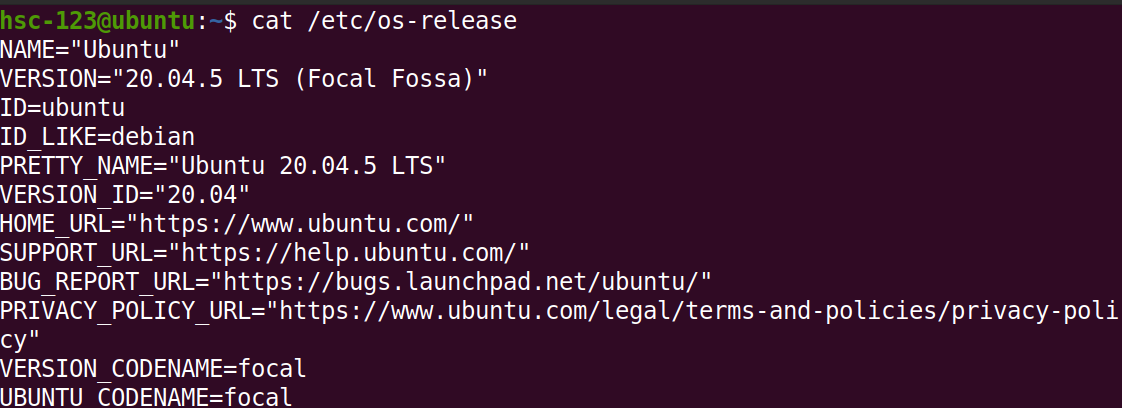 hsc-123@ubuntu:~$ cat /etc/os-release
NAME="Ubuntu"
VERSION="20.04.5 LTS (Focal Fossa)"
ID=ubuntu
ID_LIKE=debian
PRETTY_NAME="Ubuntu 20.04.5 LTS"
VERSION_ID="20.04"
HOME_URL="https://www.ubuntu.com/"
SUPPORT_URL="https://help.ubuntu.com/"
BUG_REPORT_URL="https://bugs.launchpad.net/ubuntu/"
PRIVACY_POLICY_URL="https://www.ubuntu.com/legal/terms-and-policies/privacy-poli
cy"
VERSION_CODENAME=focal
UBUNTU_CODENAME=focal